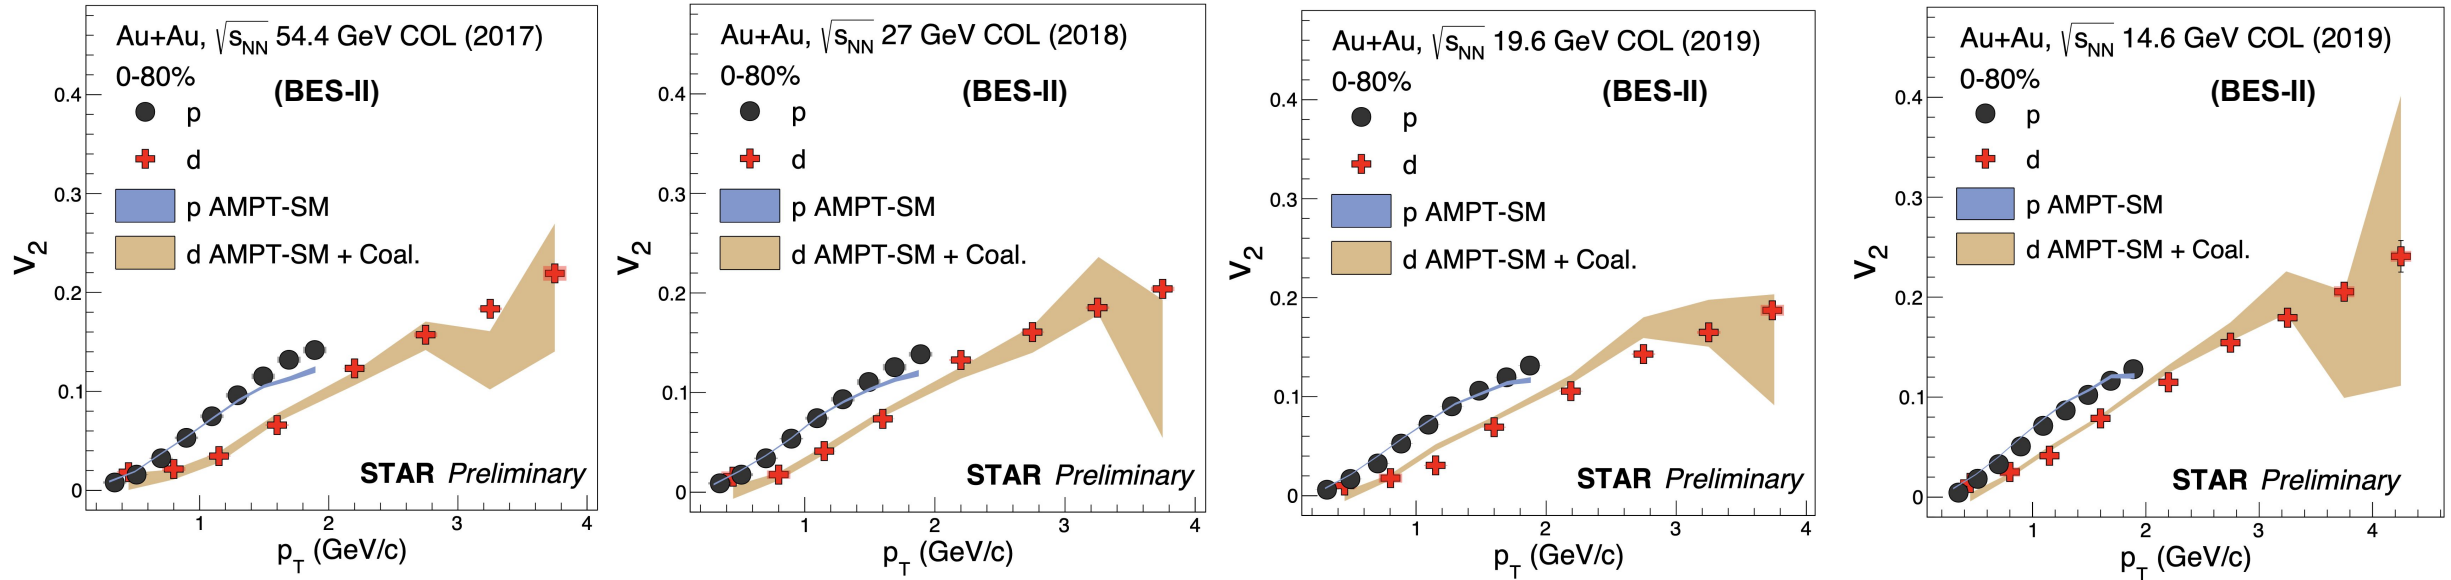 Au+Au, √sNN 54.4 GeV COL (2017)
0-80%
(BES-II)
p
d
p AMPT-SM
d AMPT-SM + Coal.
STAR Preliminary
v2
0.4
0.3
0.2
0.1
0
1 2 3 4
pT (GeV/c)
Au+Au, √sNN 27 GeV COL (2018)
0-80%
(BES-II)
p
d
p AMPT-SM
d AMPT-SM + Coal.
STAR Preliminary
v2
0.4
0.3
0.2
0.1
0
1 2 3 4
pT (GeV/c)
Au+Au, √sNN 19.6 GeV COL (2019)
0-80%
(BES-II)
p
d
p AMPT-SM
d AMPT-SM + Coal.
STAR Preliminary
v2
0.4
0.3
0.2
0.1
0
1 2 3 4
pT (GeV/c)
Au+Au, √sNN 14.6 GeV COL (2019)
0-80%
(BES-II)
p
d
p AMPT-SM
d AMPT-SM + Coal.
STAR Preliminary
v2
0.4
0.3
0.2
0.1
0
1 2 3 4
pT (GeV/c)